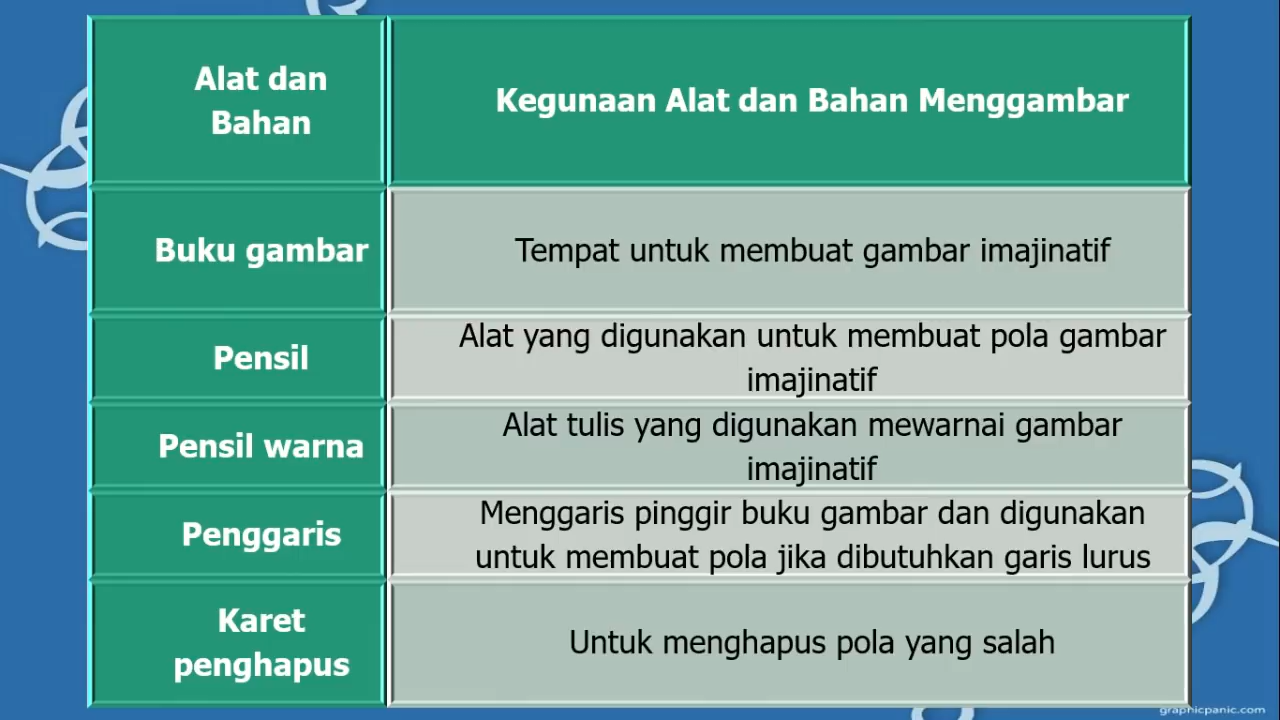 Alat dan
Bahan
Kegunaan Alat dan Bahan Menggambar
Buku gambar
Tempat untuk membuat gambar imajinatif
Pensil
Alat yang digunakan untuk membuat pola gambar
imajinatif
Pensil warna
Alat tulis yang digunakan mewarnai gambar
imajinatif
Penggaris
Menggaris pinggir buku gambar dan digunakan
untuk membuat pola jika dibutuhkan garis lurus
Karet
penghapus
Untuk menghapus pola yang salah
graphicpanic.com